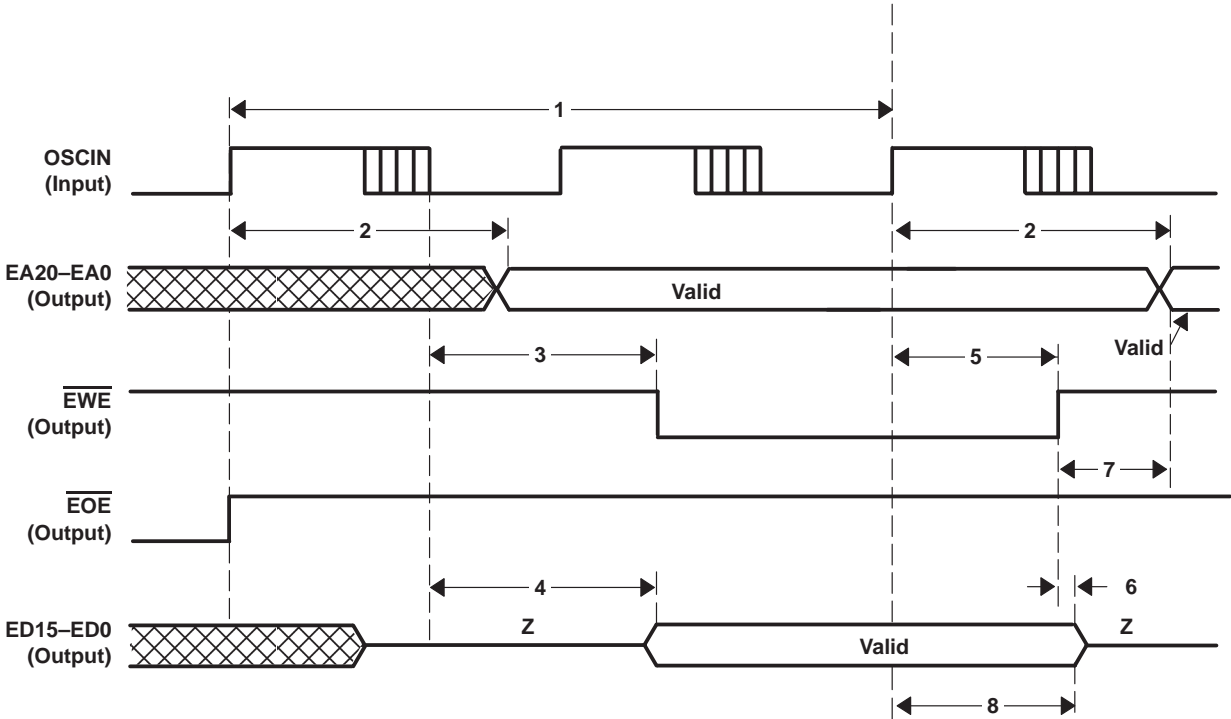 1
OSCIN
(Input)
2
2
EA20–EA0
(Output)
Valid
3
5
Valid
EWE
(Output)
7
EOE
(Output)
4
6
ED15–ED0
(Output)
Z
Valid
Z
8